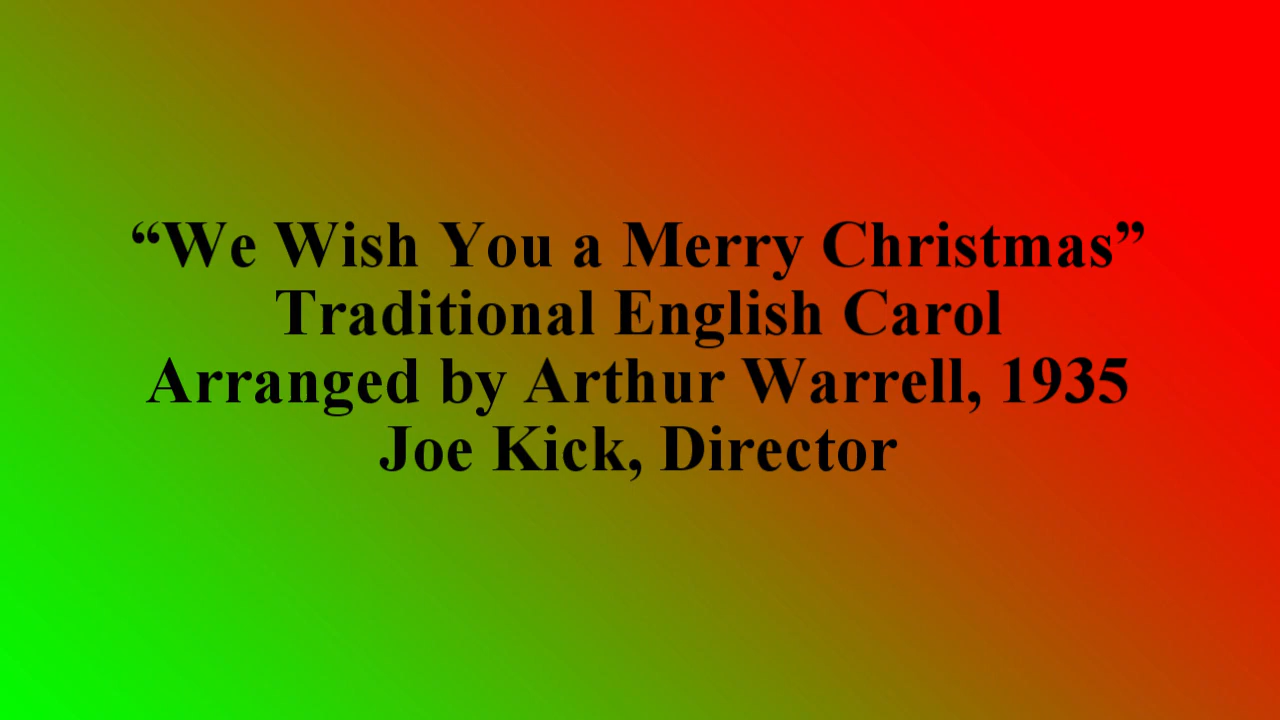 “We Wish You a Merry Christmas”
Traditional English Carol
Arranged by Arthur Warrell, 1935
Joe Kick, Director